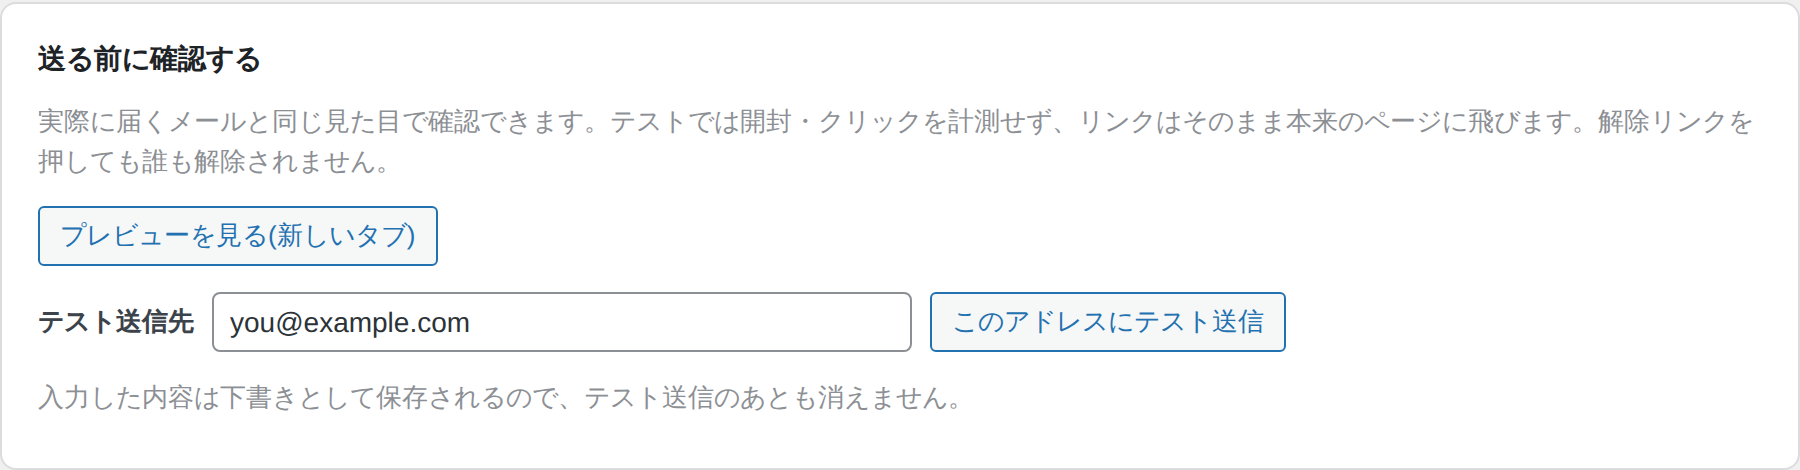 送る前に確認する
実際に届くメールと同じ見た目で確認できます。テストでは開封・クリックを計測せず、リンクはそのまま本来のページに飛びます。解除リンクを
押しても誰も解除されません。
プレビューを見る(新しいタブ)
テスト送信先 you@example.com このアドレスにテスト送信
入力した内容は下書きとして保存されるので、テスト送信のあとも消えません。